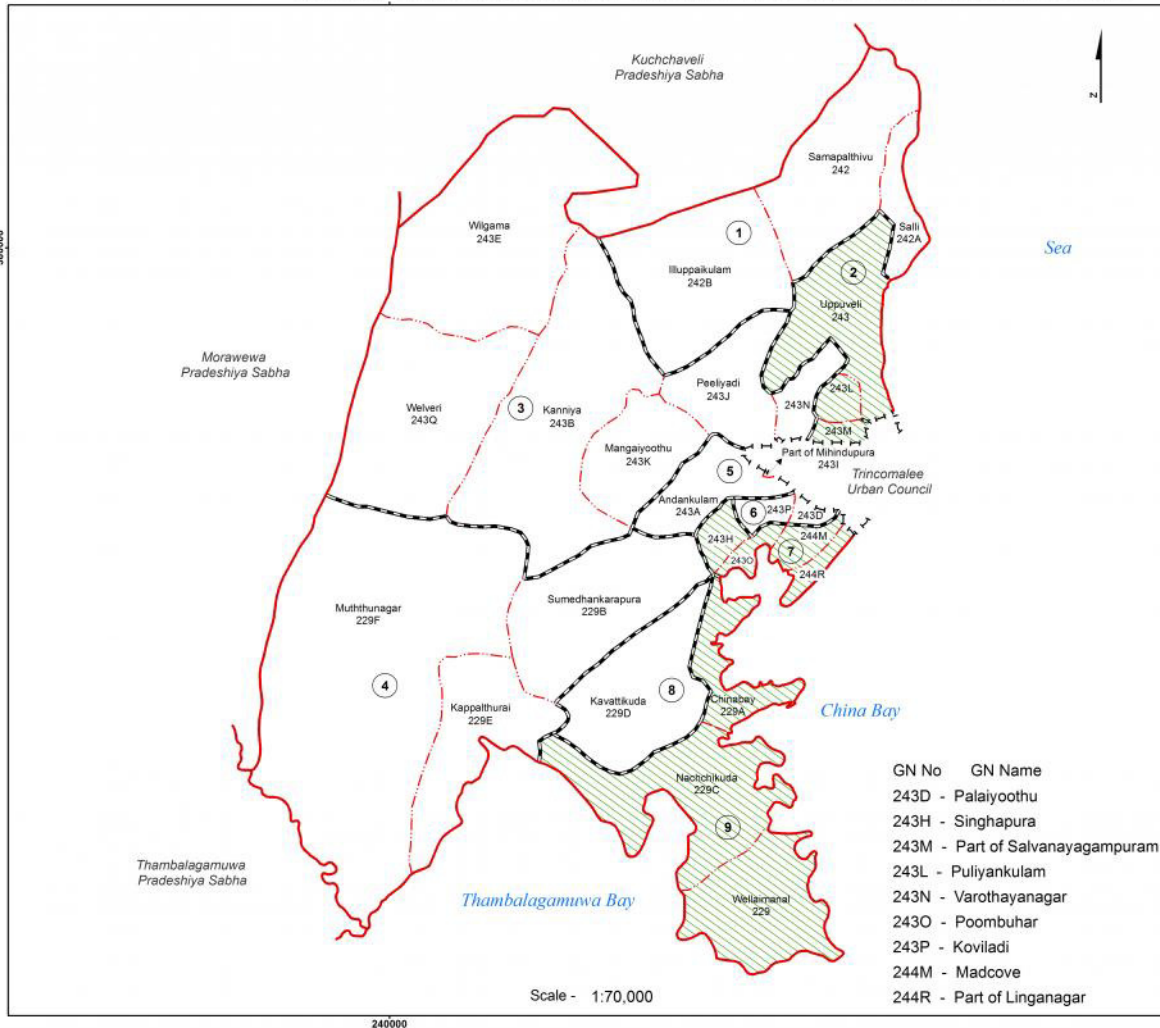 Kuchchaveli
Pradeshiya Sabha
z
Samapalthivu
242
Wilgama
243E
Salli
242A
1
Sea
Illuppaikulam
242B
2
Uppuveli
243
Morawewa
Pradeshiya Sabha
Peeliyadi
243J
243L
243N
Welveri
243Q
3
Kanniya
243B
243M
Mangaiyoothu
243K
Part of Mihindupura
243I
5
Trincomalee
Urban Council
Andankulam
243A
6
243P
243D
244M
243H
7
243O
244R
Sumedhankarapura
229B
Muththunagar
229F
4
8
Kavattikuda
229D
Chinabay
229A
Kappalthurai
229E
China Bay
Nachchikuda
229C
9
Thambalagamuwa
Pradeshiya Sabha
Thambalagamuwa Bay
Wellaimanal
229
GN No GN Name
243D - Palaiyoothu
243H - Singhapura
243M - Part of Salvanayagampuram
243L - Puliyankulam
243N - Varothayanagar
243O - Poombuhar
243P - Koviladi
244M - Madcove
244R - Part of Linganagar
Scale - 1:70,000
240000